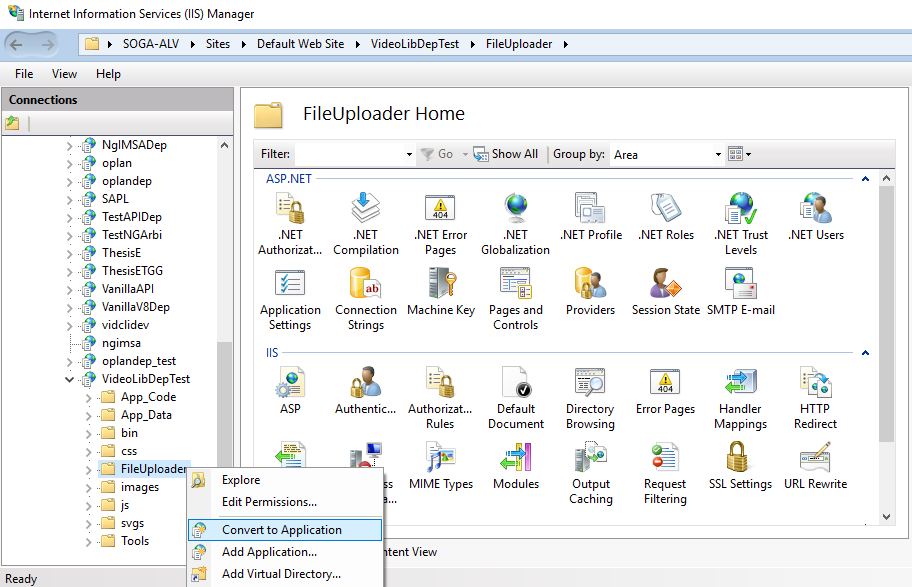 Internet Information Services (IIS) Manager
SOGA-ALV Sites Default Web Site VideoLibDepTest FileUploader
File View Help
Connections
NgIMSADep
oplan
oplandep
SAPL
TestAPIDep
TestNGArbi
ThesisE
ThesisETGG
VanillaAPI
VanillaV8Dep
vidclidev
ngimsa
oplandep_test
VideoLibDepTest
App_Code
App_Data
bin
css
FileUploader
images
js
svgs
Tools
Explore
Edit Permissions...
Convert to Application
Add Application...
Add Virtual Directory...
FileUploader Home
Filter: Go Show All Group by: Area
ASP.NET
.NET Authorizat...
.NET Compilation
.NET Error Pages
.NET Globalization
.NET Profile
.NET Roles
.NET Trust Levels
.NET Users
Application Settings
Connection Strings
Machine Key
Pages and Controls
Providers
Session State
SMTP E-mail
IIS
ASP
Authentic...
Authorizat... Rules
Default Document
Directory Browsing
Error Pages
Handler Mappings
HTTP Redirect
MIME Types
Modules
Output Caching
Request Filtering
SSL Settings
URL Rewrite
View
Ready